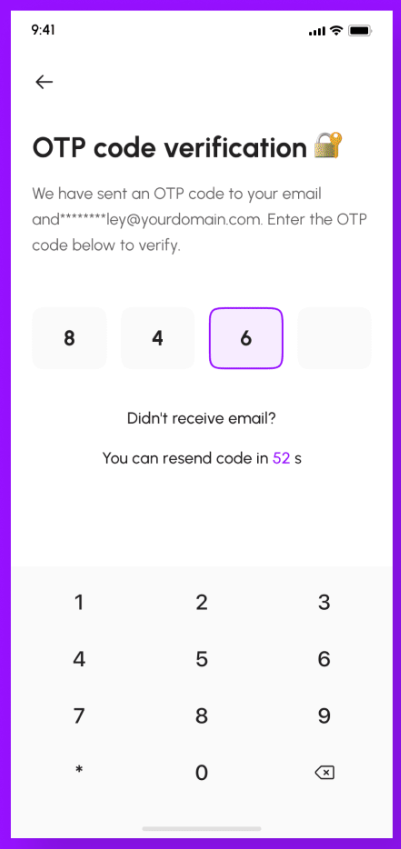 9:41
OTP code verification 🔐
We have sent an OTP code to your email
and********ley@yourdomain.com. Enter the OTP
code below to verify.
8 4 6
Didn't receive email?
You can resend code in 52 s
1 2 3
4 5 6
7 8 9
* 0